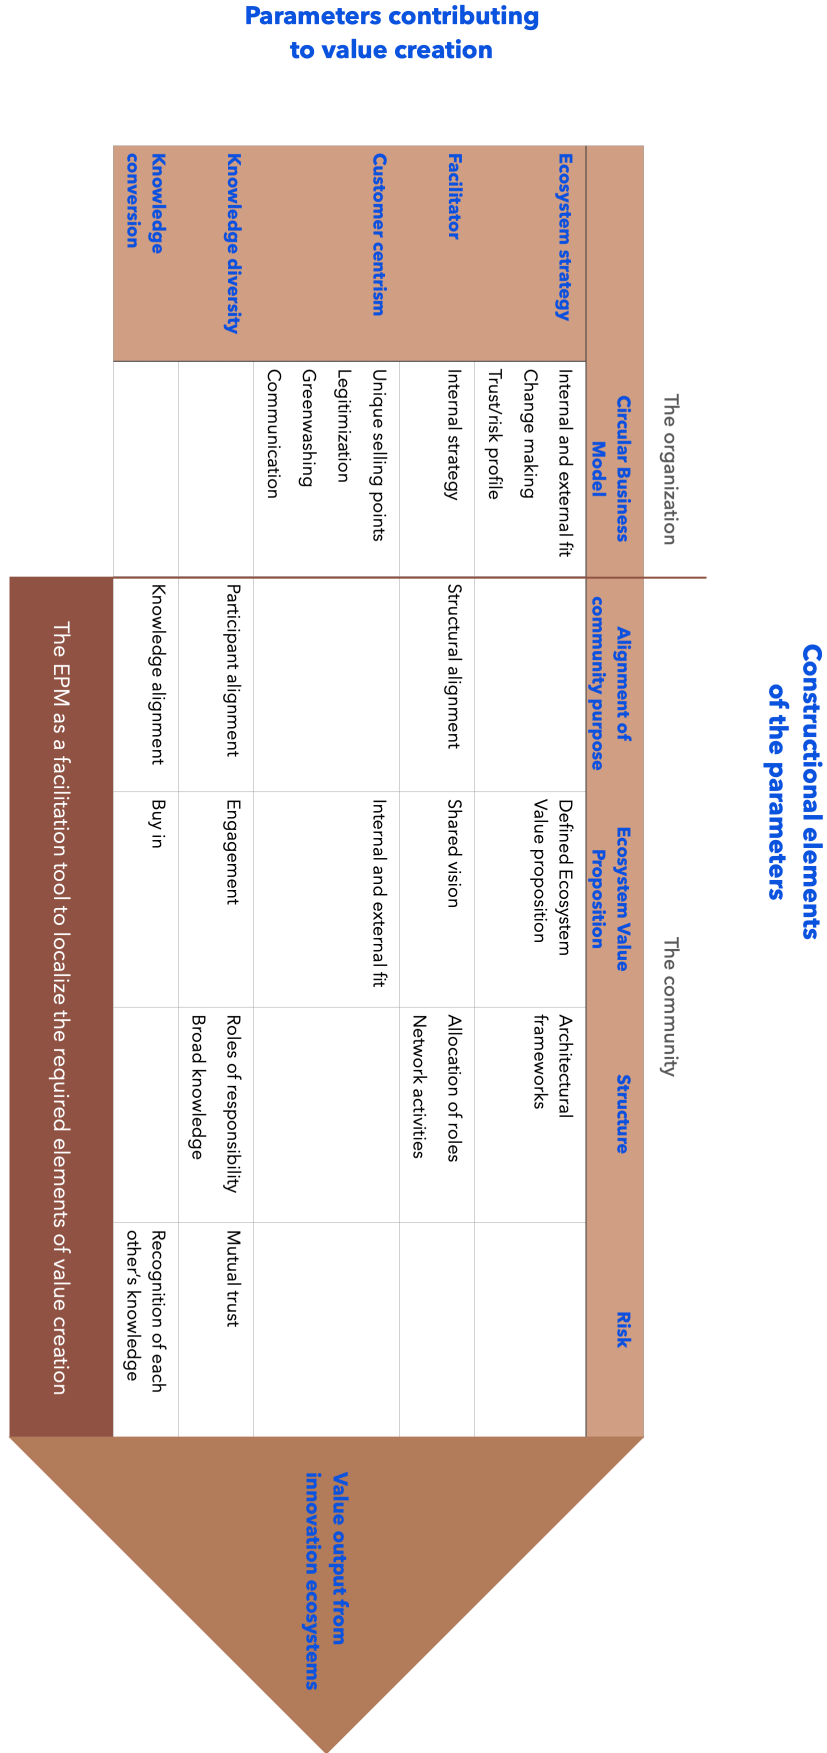 Parameters contributing
to value creation
Constructional elements
of the parameters
The organization
The community
Circular Business
Model
Alignment of
community purpose
Ecosystem Value
Proposition
Structure
Risk
Ecosystem strategy
Internal and external fit
Change making
Trust/risk profile
Defined Ecosystem
Value proposition
Architectural
frameworks
Facilitator
Internal strategy
Structural alignment
Shared vision
Allocation of roles
Network activities
Customer centrism
Unique selling points
Legitimization
Greenwashing
Communication
Internal and external fit
Knowledge diversity
Participant alignment
Engagement
Roles of responsibility
Broad knowledge
Mutual trust
Knowledge
conversion
Knowledge alignment
Buy in
Recognition of each
other's knowledge
The EPM as a facilitation tool to localize the required elements of value creation
Value output from
innovation ecosystems